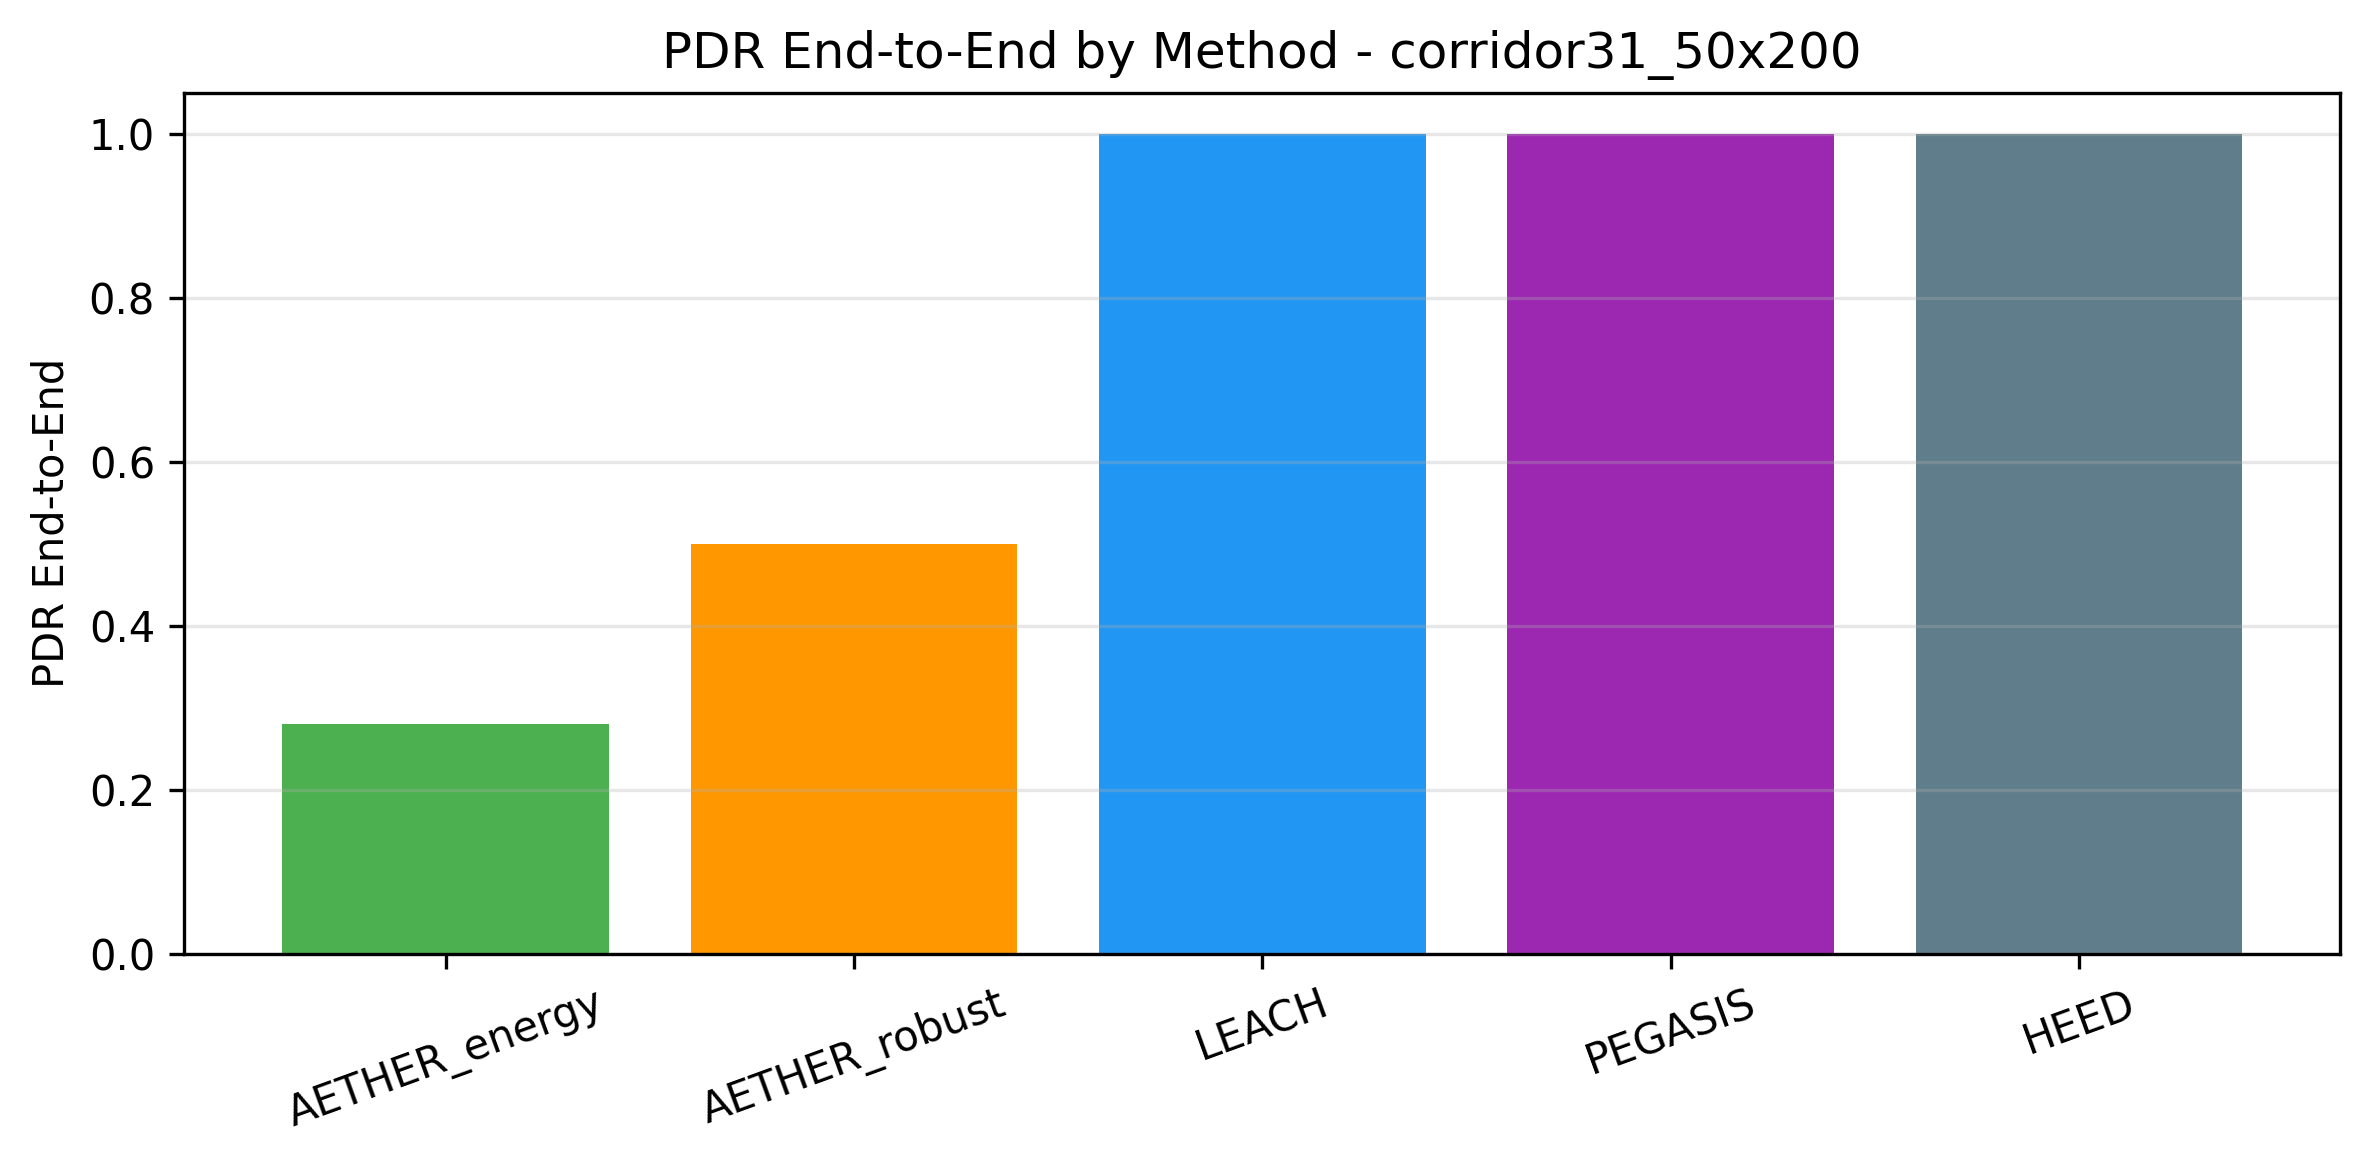 PDR End-to-End by Method - corridor31_50x200
PDR End-to-End
1.0
0.8
0.6
0.4
0.2
0.0
AETHER_energy
AETHER_robust
LEACH
PEGASIS
HEED